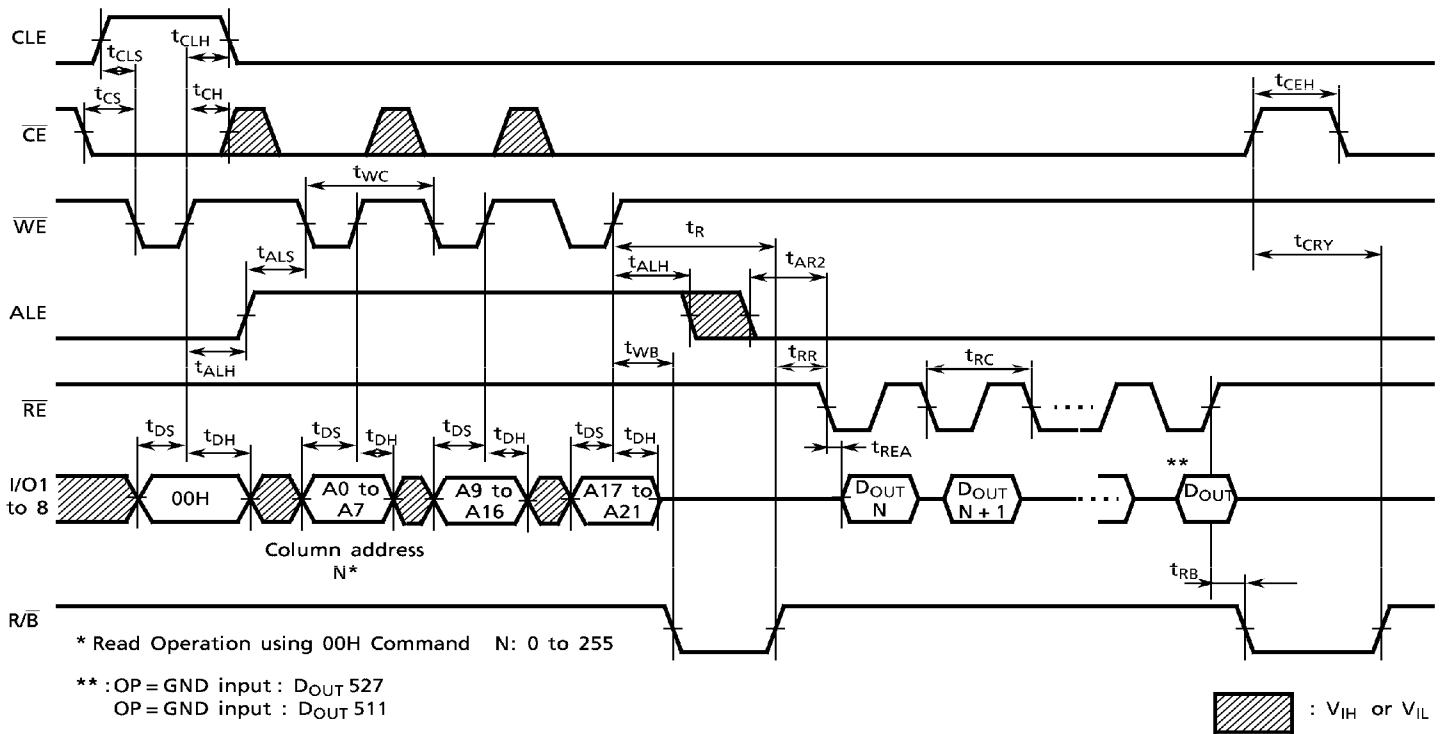 CLE
tCLS
tCLH
tCS
tCH
tCEH
CE
tWC
WE
tR
tCRY
tALS
tALH
tAR2
ALE
tALH
tWB
tRR
tRC
RE
tDS
tDH
tDS
tDH
tDS
tDH
tDS
tDH
tREA
**
I/O1
to 8
00H
A0 to
A7
A9 to
A16
A17 to
A21
DOUT
N
DOUT
N + 1
DOUT
Column address
N*
tRB
R/B
* Read Operation using 00H Command N: 0 to 255
** : OP = GND input : DOUT 527
OP = GND input : DOUT 511
: VIH or VIL